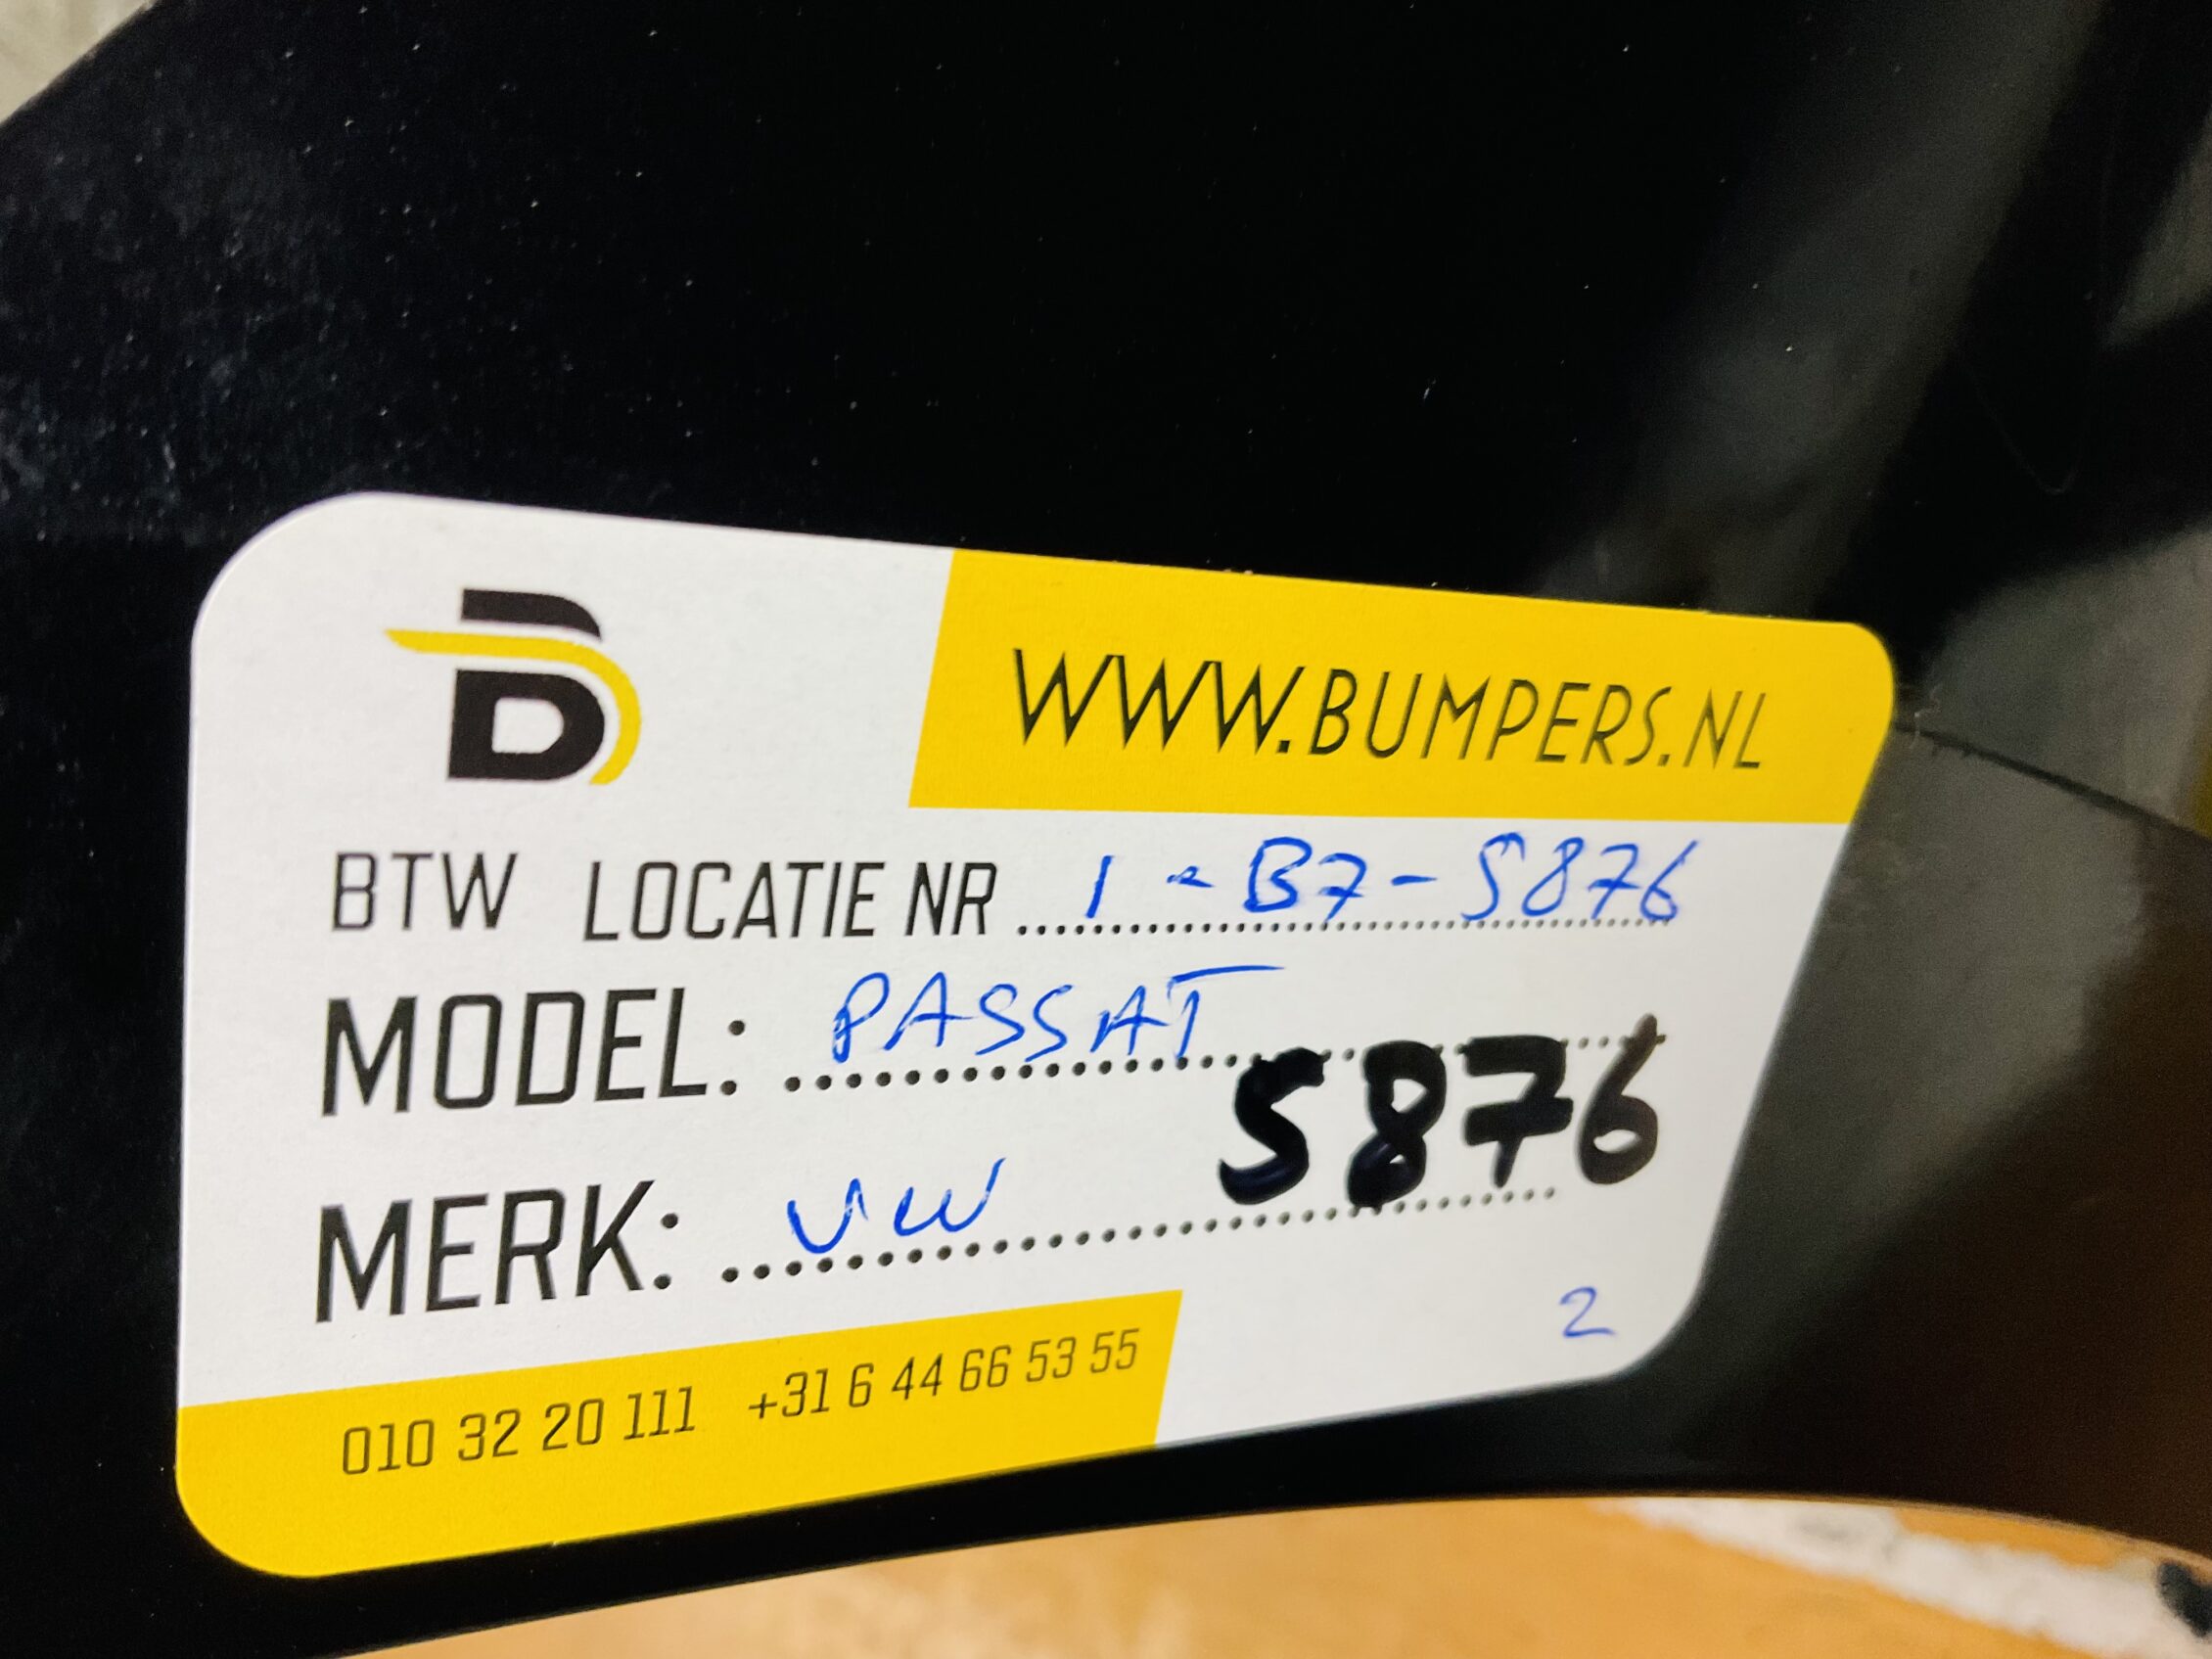 B
WWW.BUMPERS.NL
BTW LOCATIE NR 1-B7-5876
MODEL: PASSAT
5876
MERK: VW
2
010 32 20 111 +31 6 44 66 53 55